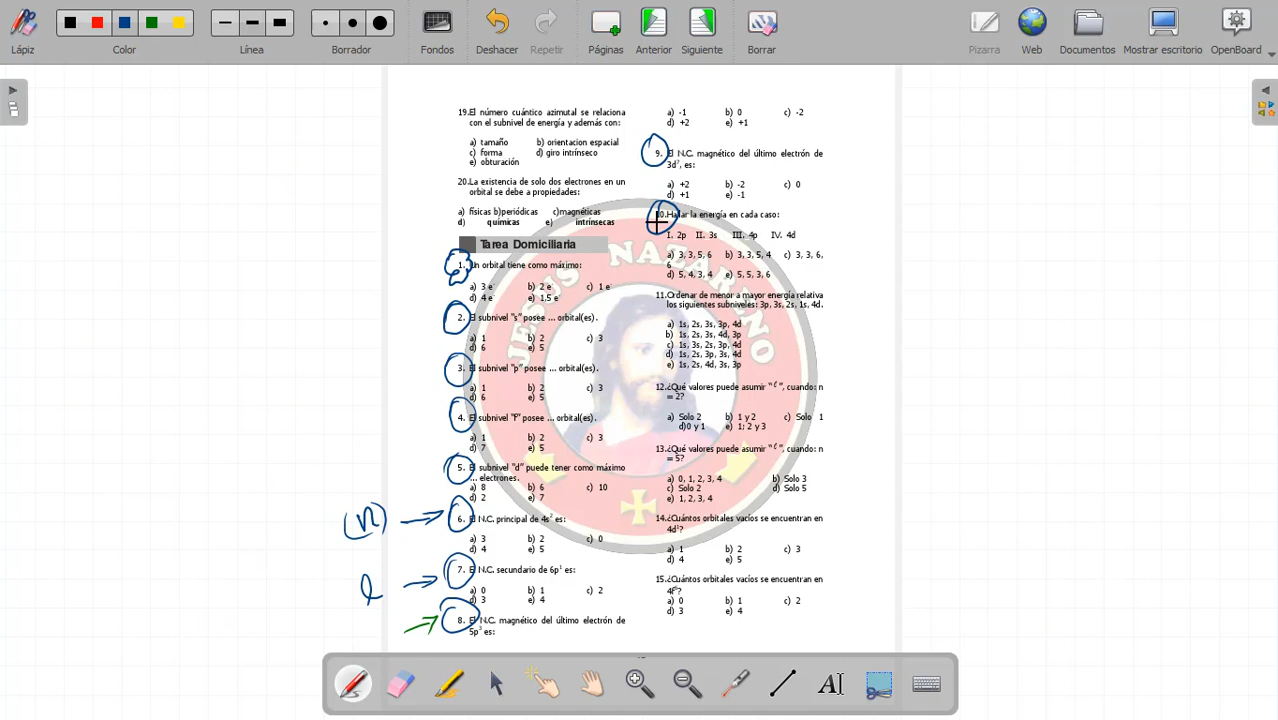 Lápiz
Color
Línea
Borrador
Fondos
Deshacer
Repetir
Páginas
Anterior
Siguiente
Borrar
Pizarra
Web
Documentos
Mostrar escritorio
OpenBoard
19.El número cuántico azimutal se relaciona
con el subnivel de energía y además con:
a) tamaño b) orientacion espacial
c) forma d) giro intrínseco
e) obturación
20.La existencia de solo dos electrones en un
orbital se debe a propiedades:
a) físicas b)periódicas c)magnéticas
d) químicas e) intrínsecas
Tarea Domiciliaria
1. Un orbital tiene como máximo:
a) 3 e⁻ b) 2 e⁻ c) 1 e⁻
d) 4 e⁻ e) 1,5 e⁻
2. El subnivel "s" posee ... orbital(es).
a) 1 b) 2 c) 3
d) 6 e) 5
3. El subnivel "p" posee ... orbital(es).
a) 1 b) 2 c) 3
d) 6 e) 5
4. El subnivel "f" posee ... orbital(es).
a) 1 b) 2 c) 3
d) 7 e) 5
5. El subnivel "d" puede tener como máximo
... electrones.
a) 8 b) 6 c) 10
d) 2 e) 7
(n)
6. El N.C. principal de 4s² es:
a) 3 b) 2 c) 0
d) 4 e) 5
ℓ
7. El N.C. secundario de 6p¹ es:
a) 0 b) 1 c) 2
d) 3 e) 4
8. El N.C. magnético del último electrón de
5p³ es:
a) -1 b) 0 c) -2
d) +2 e) +1
9. El N.C. magnético del último electrón de
3d⁷, es:
a) +2 b) -2 c) 0
d) +1 e) -1
10.Hallar la energía en cada caso:
I. 2p II. 3s III. 4p IV. 4d
a) 3, 3, 5, 6 b) 3, 3, 5, 4 c) 3, 3, 6,
6
d) 5, 4, 3, 4 e) 5, 5, 3, 6
11.Ordenar de menor a mayor energía relativa
los siguientes subniveles: 3p, 3s, 2s, 1s, 4d.
a) 1s, 2s, 3s, 3p, 4d
b) 1s, 2s, 3s, 4d, 3p
c) 1s, 3s, 2s, 3p, 4d
d) 1s, 2s, 3p, 3s, 4d
e) 1s, 2s, 4d, 3s, 3p
12.¿Qué valores puede asumir "ℓ", cuando: n
= 2?
a) Solo 2 b) 1 y 2 c) Solo 1
d)0 y 1 e) 1; 2 y 3
13.¿Qué valores puede asumir "ℓ", cuando: n
= 5?
a) 0, 1, 2, 3, 4 b) Solo 3
c) Solo 2 d) Solo 5
e) 1, 2, 3, 4
14.¿Cuántos orbitales vacíos se encuentran en
4d¹?
a) 1 b) 2 c) 3
d) 4 e) 5
15.¿Cuántos orbitales vacíos se encuentran en
a) 0 b) 1 c) 2
d) 3 e) 4
JESUS NAZARENO